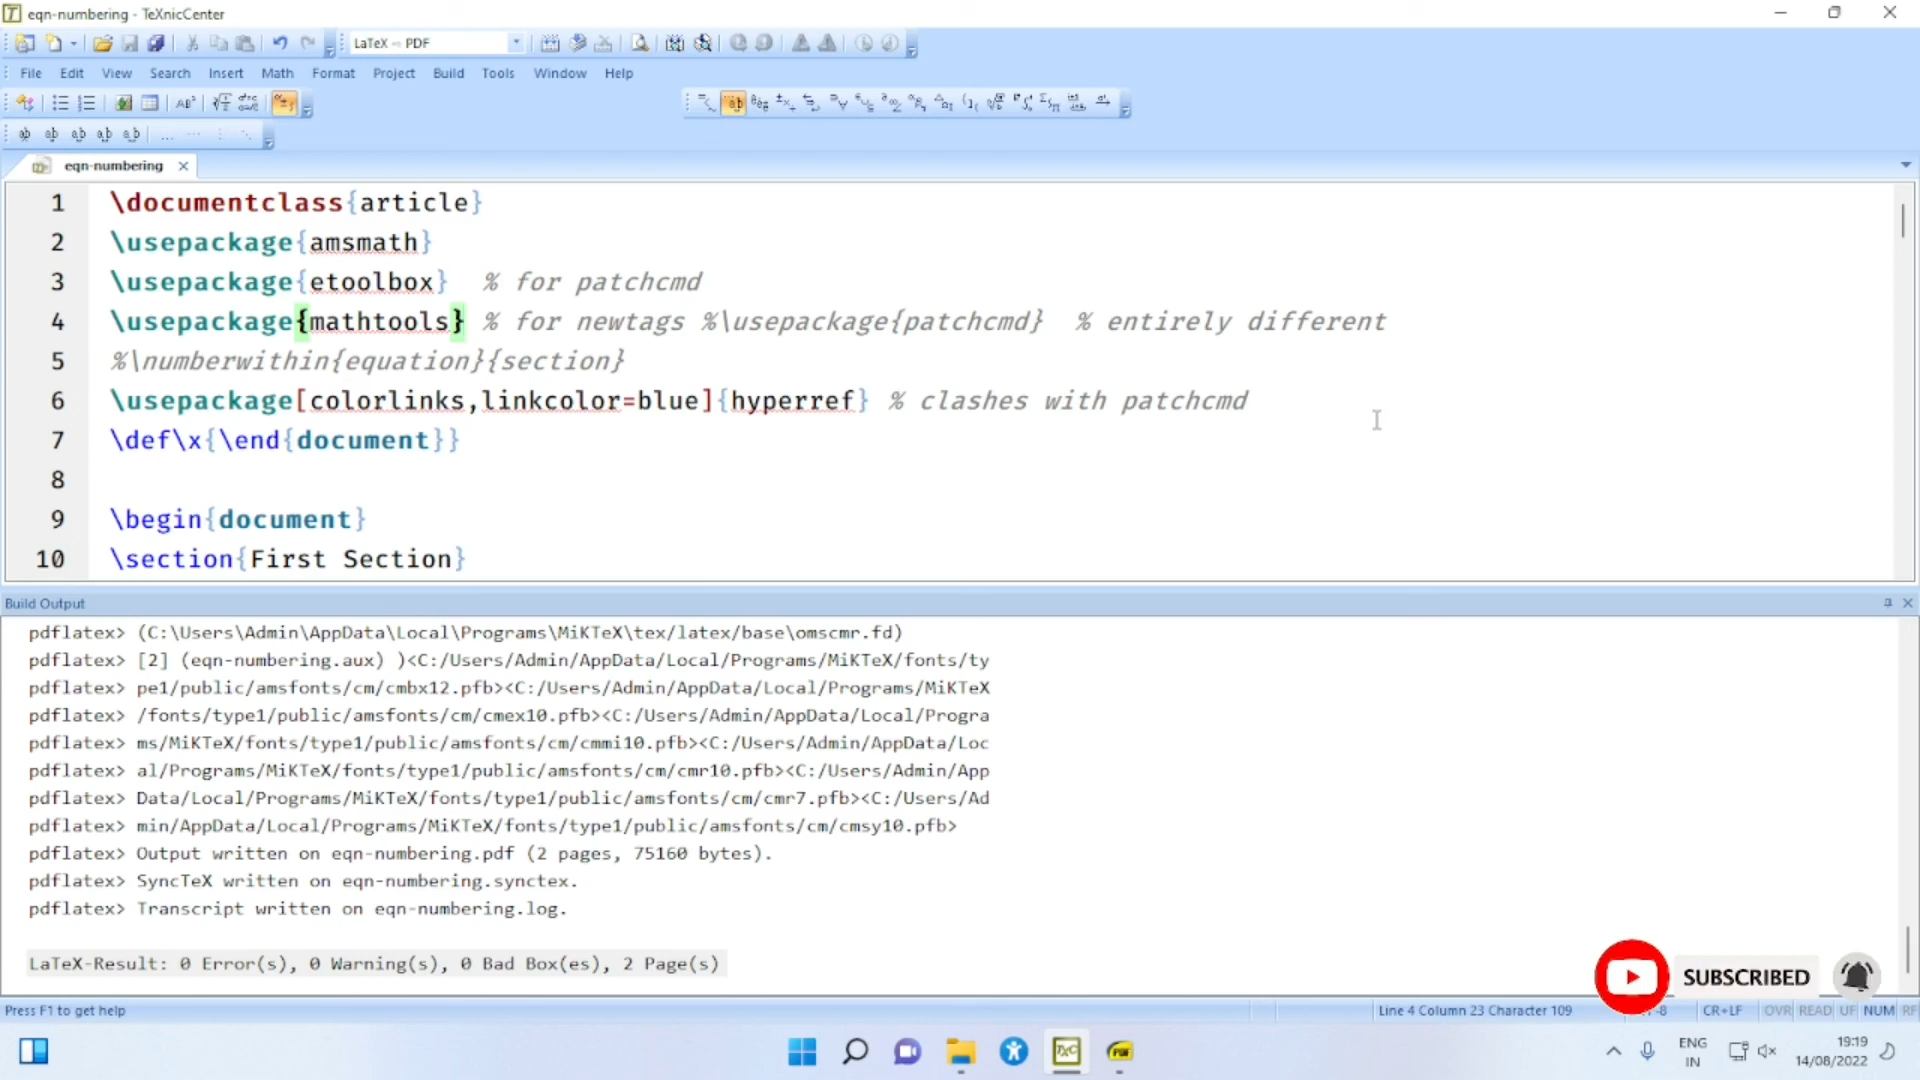 eqn-numbering - TeXnicCenter
LaTeX ⇨ PDF
File Edit View Search Insert Math Format Project Build Tools Window Help
eqn-numbering
1 \documentclass{article}
2 \usepackage{amsmath}
3 \usepackage{etoolbox} % for patchcmd
4 \usepackage{mathtools} % for newtags %\usepackage{patchcmd} % entirely different
5 %\numberwithin{equation}{section}
6 \usepackage[colorlinks,linkcolor=blue]{hyperref} % clashes with patchcmd
7 \def\x{\end{document}}
8
9 \begin{document}
10 \section{First Section}
Build Output
pdflatex> (C:\Users\Admin\AppData\Local\Programs\MiKTeX\tex/latex/base\omscmr.fd)
pdflatex> [2] (eqn-numbering.aux) )<C:/Users/Admin/AppData/Local/Programs/MiKTeX/fonts/ty
pdflatex> pe1/public/amsfonts/cm/cmbx12.pfb><C:/Users/Admin/AppData/Local/Programs/MiKTeX
pdflatex> /fonts/type1/public/amsfonts/cm/cmex10.pfb><C:/Users/Admin/AppData/Local/Progra
pdflatex> ms/MiKTeX/fonts/type1/public/amsfonts/cm/cmmi10.pfb><C:/Users/Admin/AppData/Loc
pdflatex> al/Programs/MiKTeX/fonts/type1/public/amsfonts/cm/cmr10.pfb><C:/Users/Admin/App
pdflatex> Data/Local/Programs/MiKTeX/fonts/type1/public/amsfonts/cm/cmr7.pfb><C:/Users/Ad
pdflatex> min/AppData/Local/Programs/MiKTeX/fonts/type1/public/amsfonts/cm/cmsy10.pfb>
pdflatex> Output written on eqn-numbering.pdf (2 pages, 75160 bytes).
pdflatex> SyncTeX written on eqn-numbering.synctex.
pdflatex> Transcript written on eqn-numbering.log.
LaTeX-Result: 0 Error(s), 0 Warning(s), 0 Bad Box(es), 2 Page(s)
SUBSCRIBED
Press F1 to get help Line 4 Column 23 Character 109 -8 CR+LF OVR READ UF NUM RF
TXC PDF ENG 19:19
IN 14/08/2022